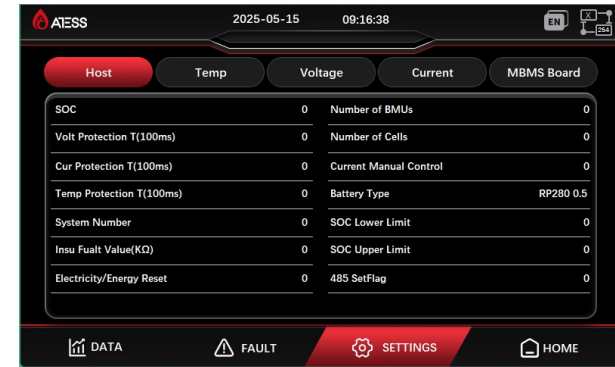 ATESS 2025-05-15 09:16:38 EN X 254
Host Temp Voltage Current MBMS Board
SOC 0 Number of BMUs 0
Volt Protection T(100ms) 0 Number of Cells 0
Cur Protection T(100ms) 0 Current Manual Control 0
Temp Protection T(100ms) 0 Battery Type RP280 0.5
System Number 0 SOC Lower Limit 0
Insu Fualt Value(KΩ) 0 SOC Upper Limit 0
Electricity/Energy Reset 0 485 SetFlag 0
DATA FAULT SETTINGS HOME